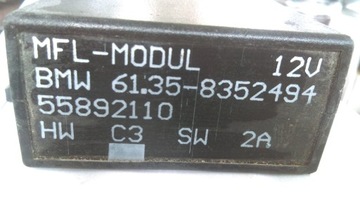 MFL-MODUL 12V
BMW 61.35-8352494
55892110
HW C3 SW 2A